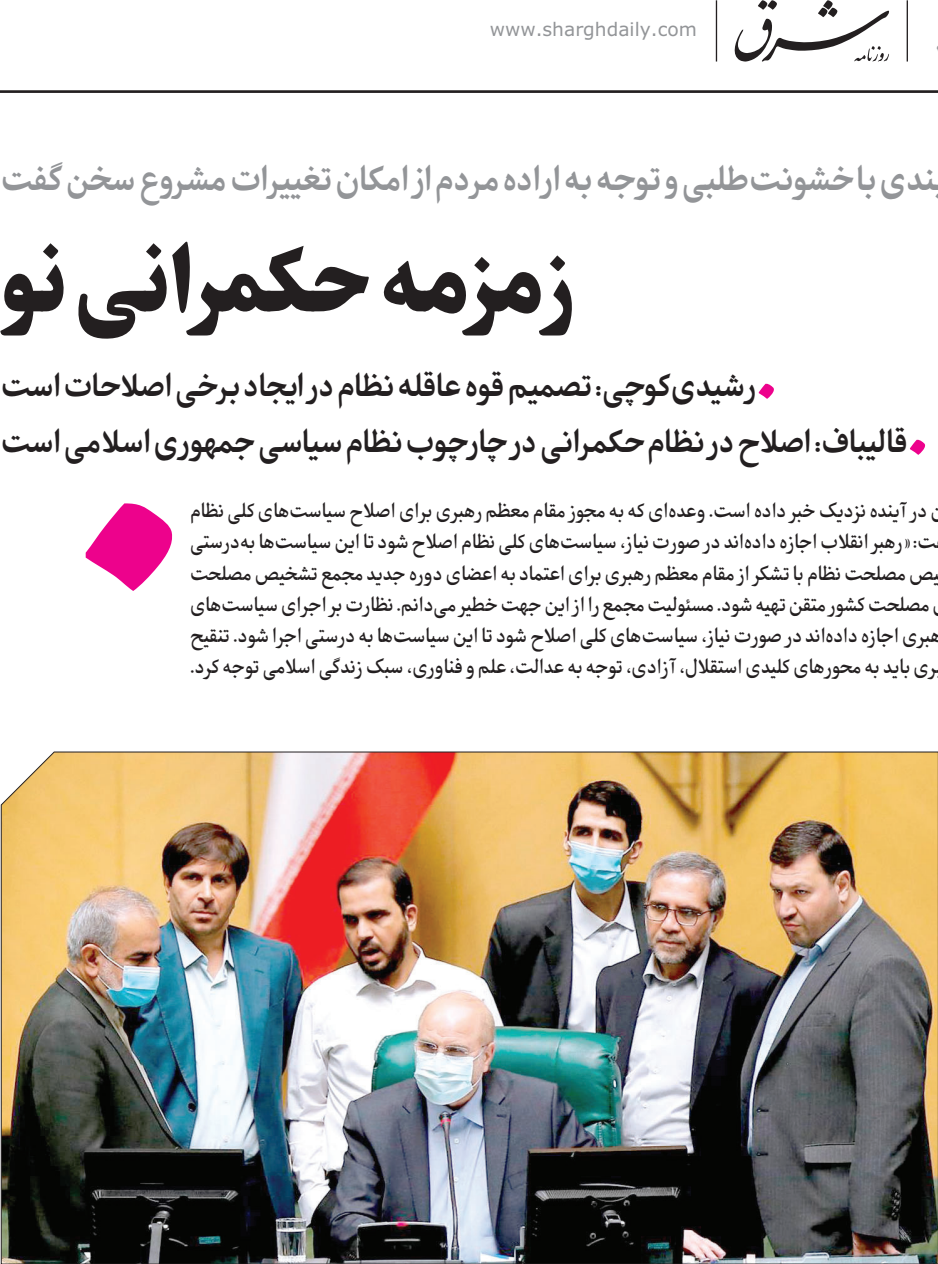 www.sharghdaily.com
روزنامه شرق
با خشونت‌طلبی و توجه به اراده مردم از امکان تغییرات مشروع سخن گفت
زمزمه حکمرانی نو
رشیدی‌کوچی: تصمیم قوه عاقله نظام در ایجاد برخی اصلاحات است
قالیباف: اصلاح در نظام حکمرانی در چارچوب نظام سیاسی جمهوری اسلامی است
در آینده نزدیک خبر داده است. وعده‌ای که به مجوز مقام معظم رهبری برای اصلاح سیاست‌های کلی نظام
«رهبر انقلاب اجازه داده‌اند در صورت نیاز، سیاست‌های کلی نظام اصلاح شود تا این سیاست‌ها به‌درستی
مصلحت نظام با تشکر از مقام معظم رهبری برای اعتماد به اعضای دوره جدید مجمع تشخیص مصلحت
مصلحت کشور متقن تهیه شود. مسئولیت مجمع را از این جهت خطیر می‌دانم. نظارت بر اجرای سیاست‌های
اجازه داده‌اند در صورت نیاز، سیاست‌های کلی اصلاح شود تا این سیاست‌ها به درستی اجرا شود. تنقیح
باید به محورهای کلیدی استقلال، آزادی، توجه به عدالت، علم و فناوری، سبک زندگی اسلامی توجه کرد.